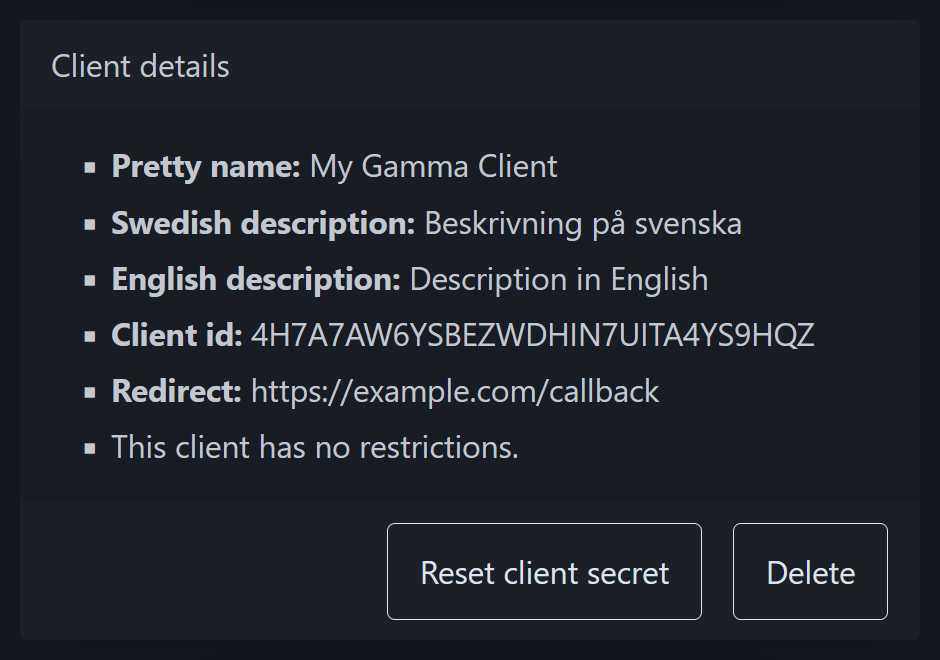 Client details
Pretty name: My Gamma Client
Swedish description: Beskrivning på svenska
English description: Description in English
Client id: 4H7A7AW6YSBEZWDHIN7UITA4YS9HQZ
Redirect: https://example.com/callback
This client has no restrictions.
Reset client secret
Delete